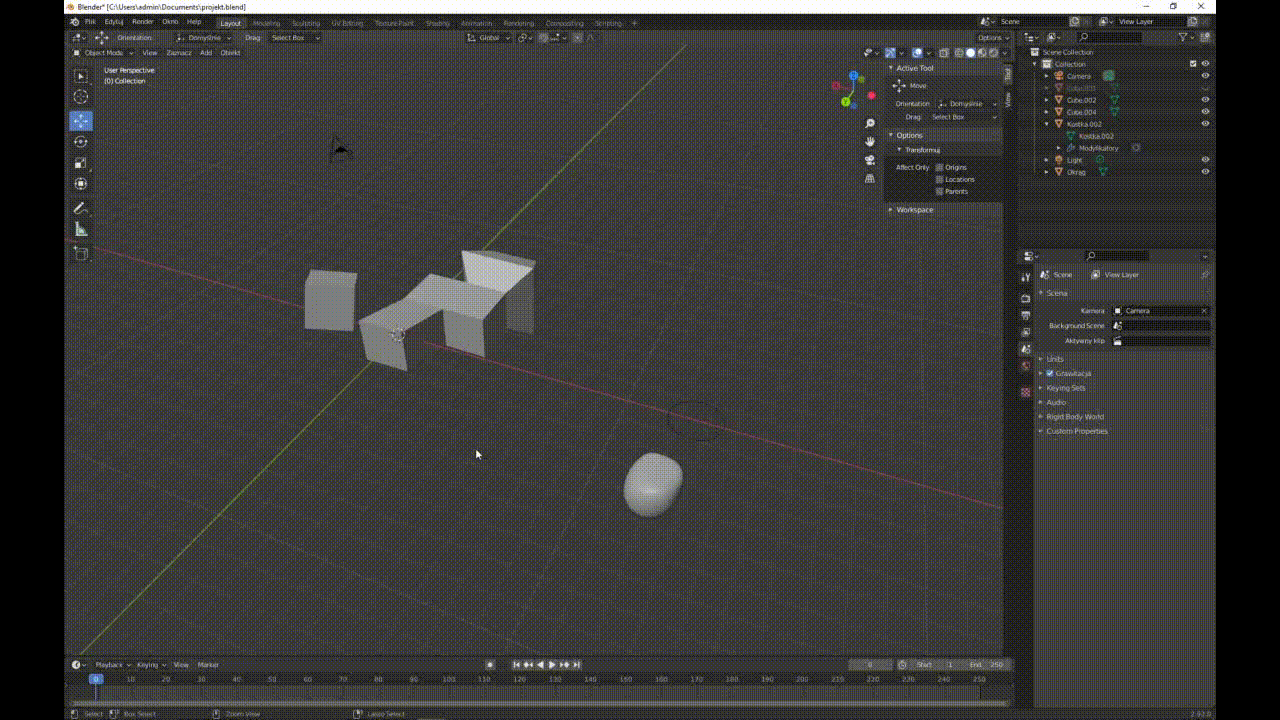 Blender* [C:\Users\admin\Documents\projekt.blend]
Plik Edytuj Render Okno Help Layout Modeling Sculpting UV Editing Texture Paint Shading Animation Rendering Compositing Scripting Scene View Layer
Orientation: Domyślnie Drag: Select Box Global Options
Object Mode View Zaznacz Add Obiekt
User Perspective
(0) Collection
Active Tool
Move
Orientation Domyślnie
Drag: Select Box
Options
Transformuj
Affect Only Origins
Locations
Parents
Workspace
Tool
View
X
Y
Z
Scene Collection
Collection
Camera
Cube.002
Cube.004
Kostka.002
Kostka.002
Modyfikatory
Light
Okrąg
Scene View Layer
Scena
Kamera Camera
Background Scene
Aktywny klip
Units
Grawitacja
Keying Sets
Audio
Rigid Body World
Custom Properties
Playback Keying View Marker 0 Start 1 End 250
0 10 20 30 40 50 60 70 80 90 100 110 120 130 140 150 160 170 180 190 200 210 220 230 240 250
Select Box Select Zoom View Lasso Select 2.93.0